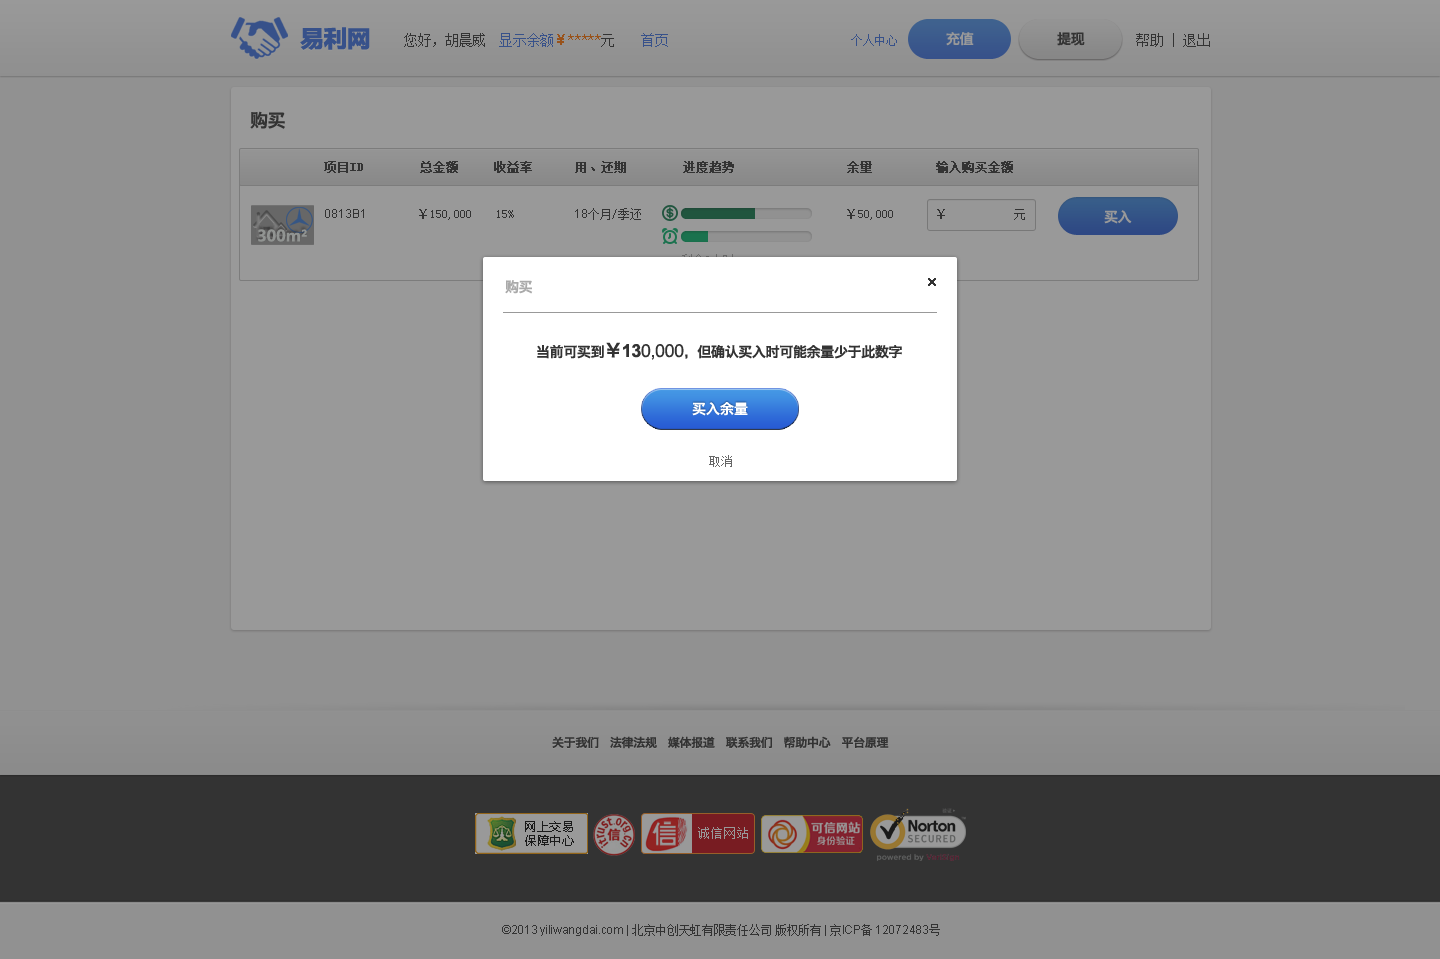 易利网 您好，胡晨威 显示余额￥*****元 首页 个人中心 充值 提现 帮助 | 退出
购买
项目ID 总金额 收益率 用、还期 进度趋势 余量 输入购买金额
300m² 0813B1 ￥150,000 15% 18个月/季还 ￥50,000 ￥ 元 买入
购买
当前可买到￥130,000，但确认买入时可能余量少于此数字
买入余量
取消
关于我们 法律法规 媒体报道 联系我们 帮助中心 平台原理
网上交易
保障中心
itrust.org.cn
信
信
诚信网站
可信网站
身份验证
Norton
SECURED
powered by VeriSign
©2013 yiliwangdai.com | 北京中创天虹有限责任公司 版权所有 | 京ICP备 12072483号